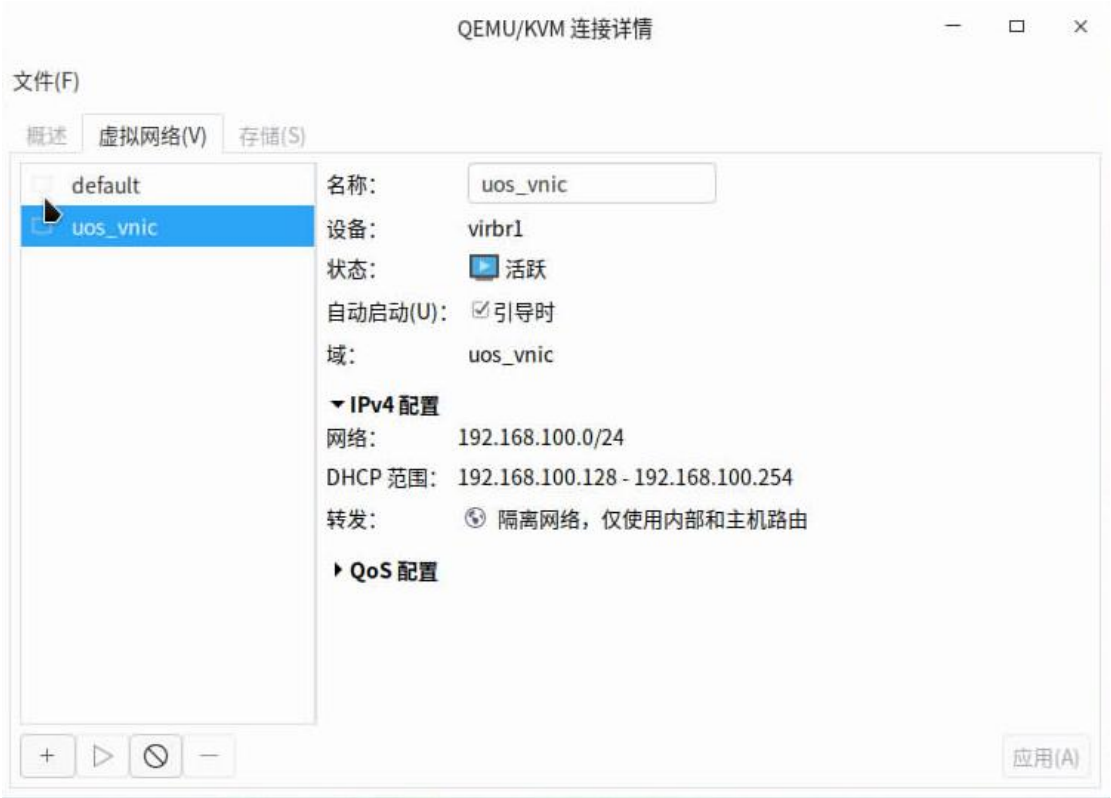 QEMU/KVM 连接详情
文件(F)
概述 虚拟网络(V) 存储(S)
default
uos_vnic
名称： uos_vnic
设备： virbr1
状态： 活跃
自动启动(U)： 引导时
域： uos_vnic
IPv4 配置
网络： 192.168.100.0/24
DHCP 范围： 192.168.100.128 - 192.168.100.254
转发： 隔离网络，仅使用内部和主机路由
QoS 配置
应用(A)